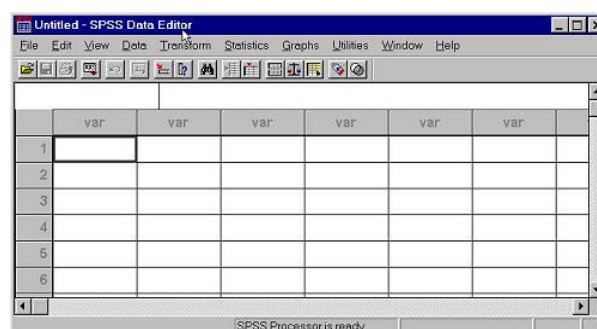 Untitled - SPSS Data Editor
File Edit View Data Transform Statistics Graphs Utilities Window Help
var var var var var var
1
2
3
4
5
6
SPSS Processor is ready